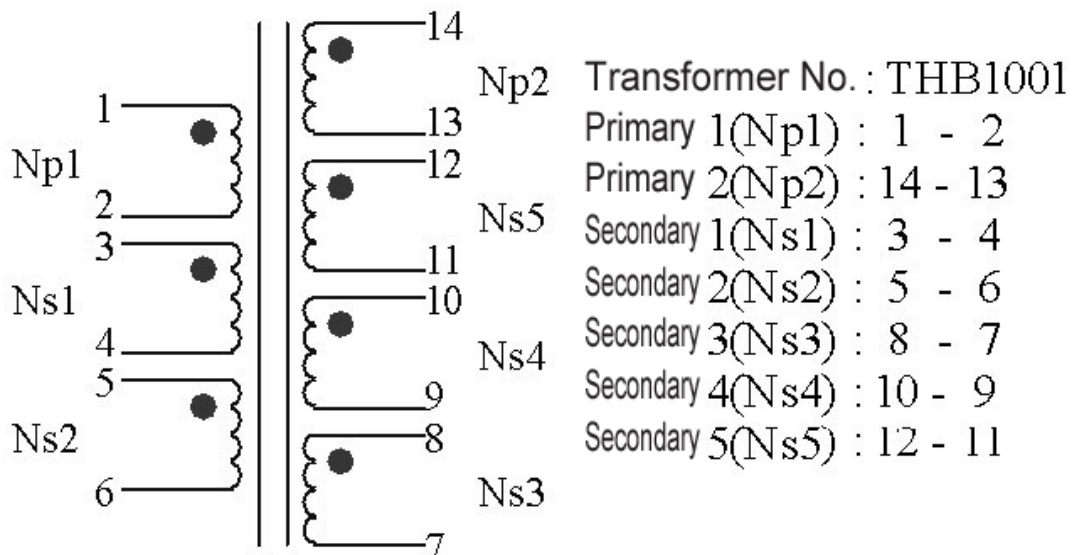 1
Np1
2
3
Ns1
4
5
Ns2
6
14
Np2
13
12
Ns5
11
10
Ns4
9
8
Ns3
7
Transformer No. : THB1001
Primary 1(Np1) : 1 - 2
Primary 2(Np2) : 14 - 13
Secondary 1(Ns1) : 3 - 4
Secondary 2(Ns2) : 5 - 6
Secondary 3(Ns3) : 8 - 7
Secondary 4(Ns4) : 10 - 9
Secondary 5(Ns5) : 12 - 11